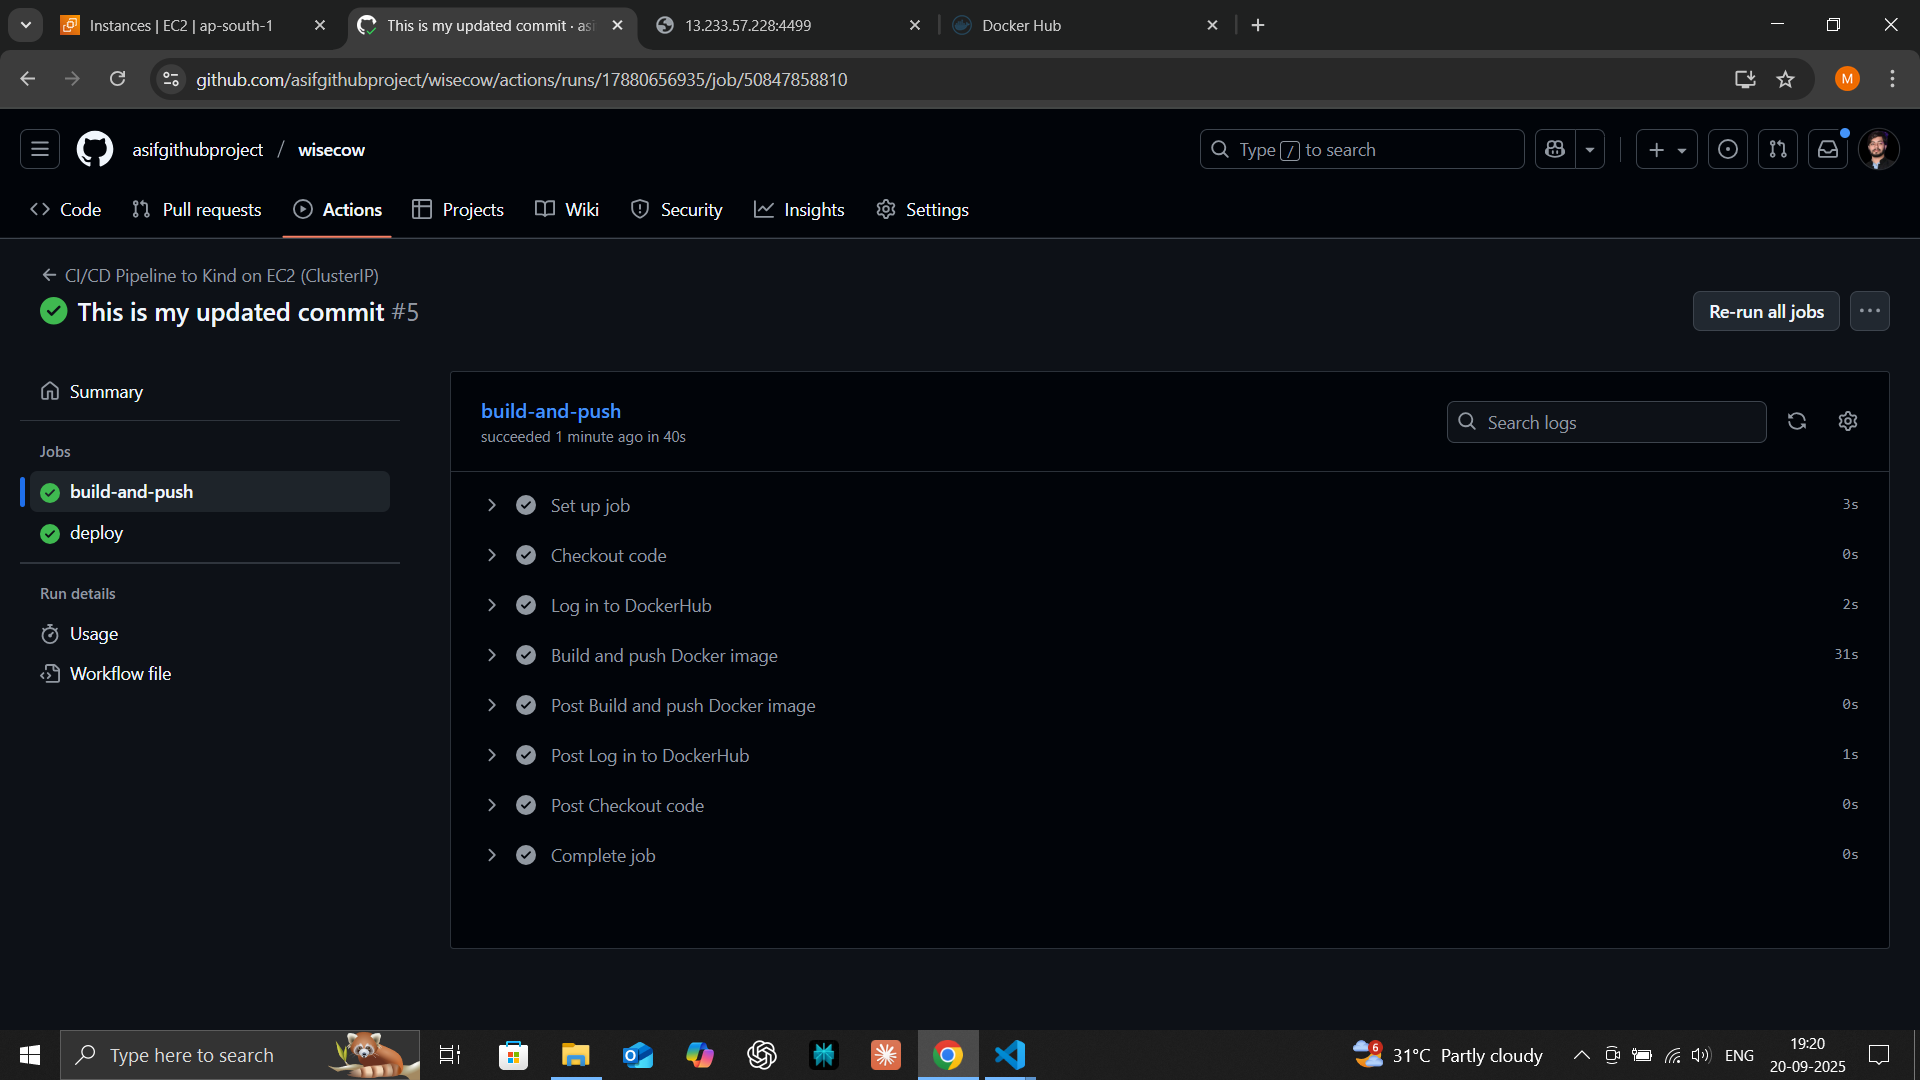 Instances | EC2 | ap-south-1
This is my updated commit · asi
13.233.57.228:4499
Docker Hub
github.com/asifgithubproject/wisecow/actions/runs/17880656935/job/50847858810
M
asifgithubproject / wisecow
Type / to search
Code
Pull requests
Actions
Projects
Wiki
Security
Insights
Settings
CI/CD Pipeline to Kind on EC2 (ClusterIP)
This is my updated commit #5
Re-run all jobs
Summary
Jobs
build-and-push
deploy
Run details
Usage
Workflow file
build-and-push
succeeded 1 minute ago in 40s
Search logs
Set up job 3s
Checkout code 0s
Log in to DockerHub 2s
Build and push Docker image 31s
Post Build and push Docker image 0s
Post Log in to DockerHub 1s
Post Checkout code 0s
Complete job 0s
Type here to search
6
31°C Partly cloudy
ENG
19:20
20-09-2025